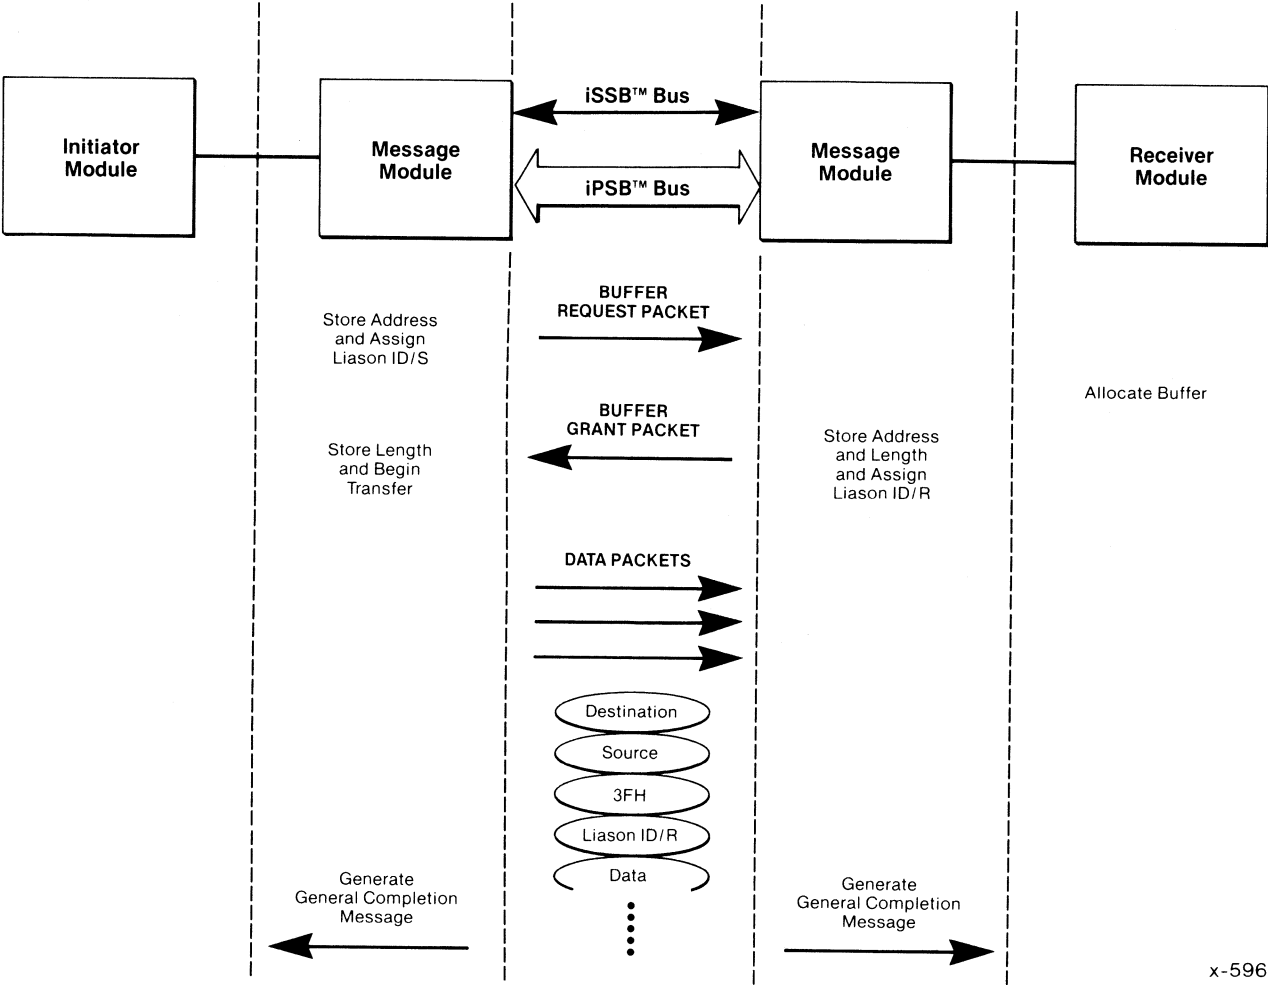 iSSB™ Bus
Initiator
Module
Message
Module
iPSB™ Bus
Message
Module
Receiver
Module
BUFFER
REQUEST PACKET
Store Address
and Assign
Liason ID/S
Allocate Buffer
BUFFER
GRANT PACKET
Store Length
and Begin
Transfer
Store Address
and Length
and Assign
Liason ID/R
DATA PACKETS
Destination
Source
3FH
Liason ID/R
Data
Generate
General Completion
Message
Generate
General Completion
Message
x-596